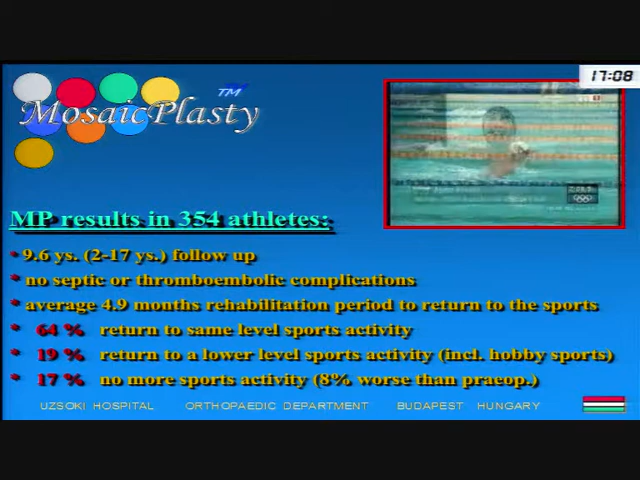 17:08
TM
Mosaic Plasty
MP results in 354 athletes:
* 9.6 ys. (2-17 ys.) follow up
* no septic or thromboembolic complications
* average 4.9 months rehabilitation period to return to the sports
* 64 % return to same level sports activity
* 19 % return to a lower level sports activity (incl. hobby sports)
* 17 % no more sports activity (8% worse than praeop.)
UZSOKI HOSPITAL ORTHOPAEDIC DEPARTMENT BUDAPEST HUNGARY